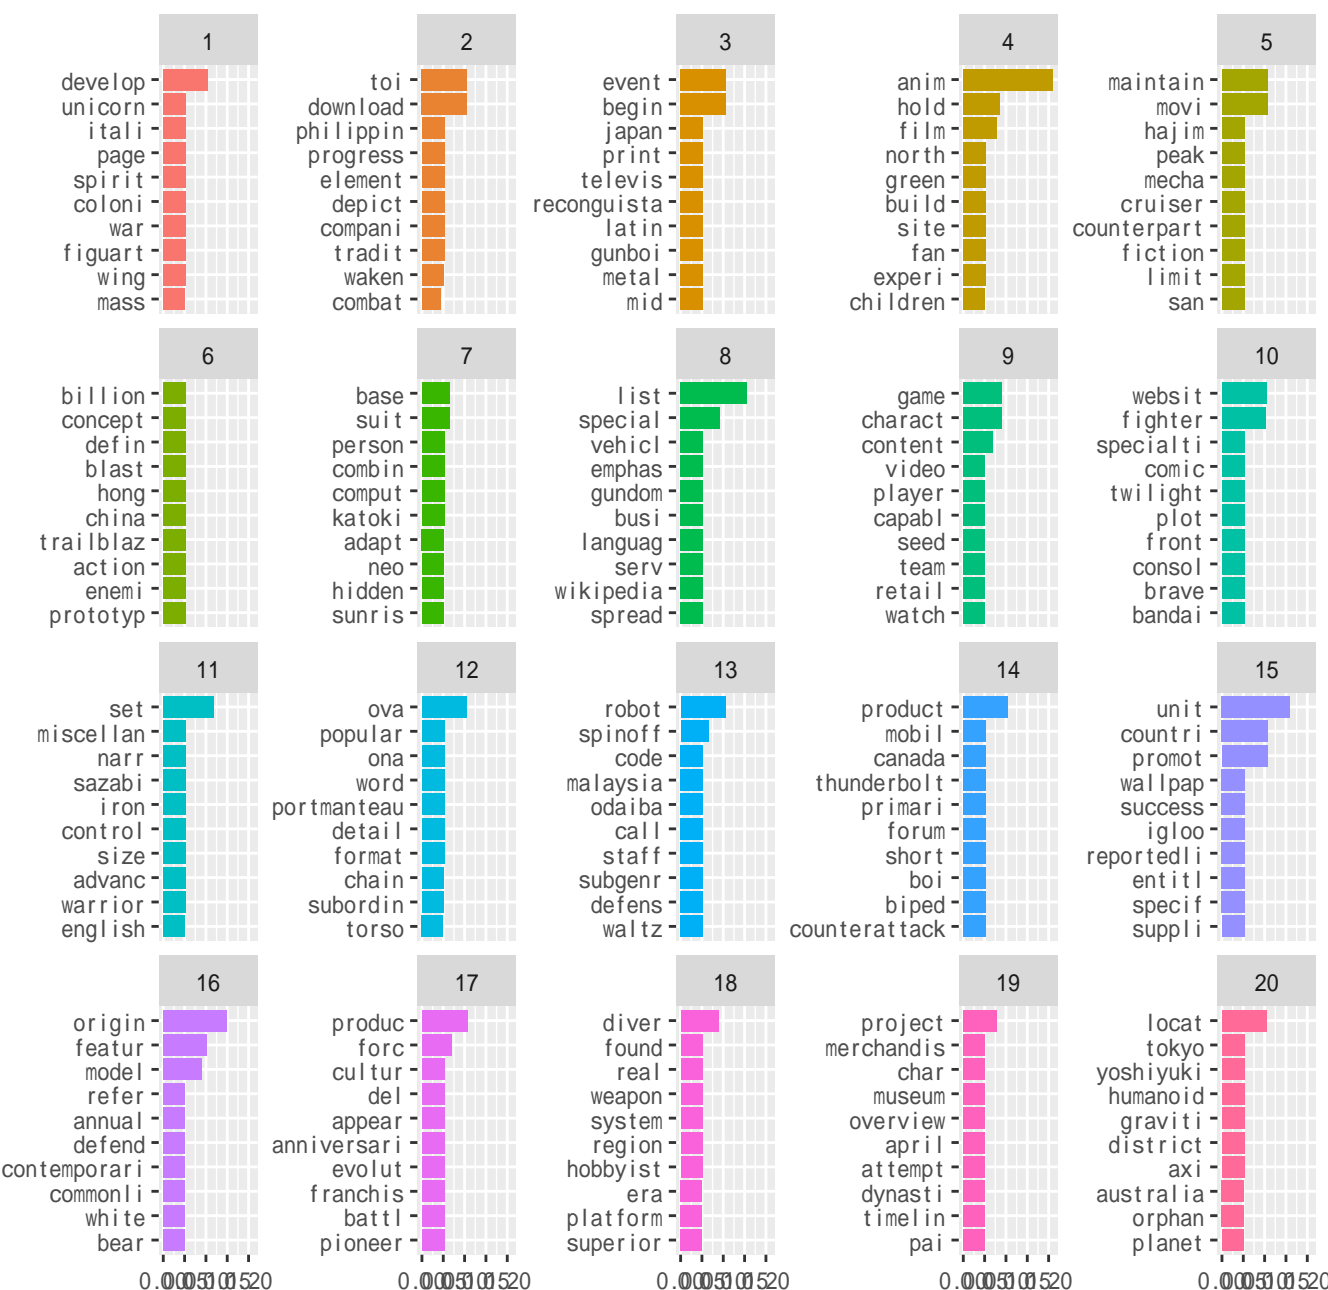 1
develop
unicorn
itali
page
spirit
coloni
war
figuart
wing
mass
2
toi
download
philippin
progress
element
depict
compani
tradit
waken
combat
3
event
begin
japan
print
televis
reconguista
latin
gunboi
metal
mid
4
anim
hold
film
north
green
build
site
fan
experi
children
5
maintain
movi
hajim
peak
mecha
cruiser
counterpart
fiction
limit
san
6
billion
concept
defin
blast
hong
china
trailblaz
action
enemi
prototyp
7
base
suit
person
combin
comput
katoki
adapt
neo
hidden
sunris
8
list
special
vehicl
emphas
gundom
busi
languag
serv
wikipedia
spread
9
game
charact
content
video
player
capabl
seed
team
retail
watch
10
websit
fighter
specialti
comic
twilight
plot
front
consol
brave
bandai
11
set
miscellan
narr
sazabi
iron
control
size
advanc
warrior
english
12
ova
popular
ona
word
portmanteau
detail
format
chain
subordin
torso
13
robot
spinoff
code
malaysia
odaiba
call
staff
subgenr
defens
waltz
14
product
mobil
canada
thunderbolt
primari
forum
short
boi
biped
counterattack
15
unit
countri
promot
wallpap
success
igloo
reportedli
entitl
specif
suppli
16
origin
featur
model
refer
annual
defend
contemporari
commonli
white
bear
17
produc
forc
cultur
del
appear
anniversari
evolut
franchis
battl
pioneer
18
diver
found
real
weapon
system
region
hobbyist
era
platform
superior
19
project
merchandis
char
museum
overview
april
attempt
dynasti
timelin
pai
20
locat
tokyo
yoshiyuki
humanoid
graviti
district
axi
australia
orphan
planet